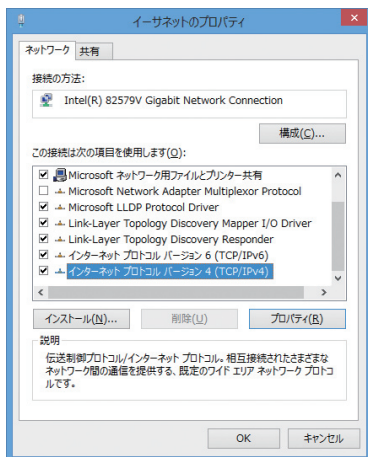 イーサネットのプロパティ
ネットワーク 共有
接続の方法:
Intel(R) 82579V Gigabit Network Connection
構成(C)...
この接続は次の項目を使用します(O):
Microsoft ネットワーク用ファイルとプリンター共有
Microsoft Network Adapter Multiplexor Protocol
Microsoft LLDP Protocol Driver
Link-Layer Topology Discovery Mapper I/O Driver
Link-Layer Topology Discovery Responder
インターネット プロトコル バージョン 6 (TCP/IPv6)
インターネット プロトコル バージョン 4 (TCP/IPv4)
インストール(N)... 削除(U) プロパティ(R)
説明
伝送制御プロトコル/インターネット プロトコル。相互接続されたさまざまな
ネットワーク間の通信を提供する、既定のワイド エリア ネットワーク プロトコ
ルです。
OK キャンセル